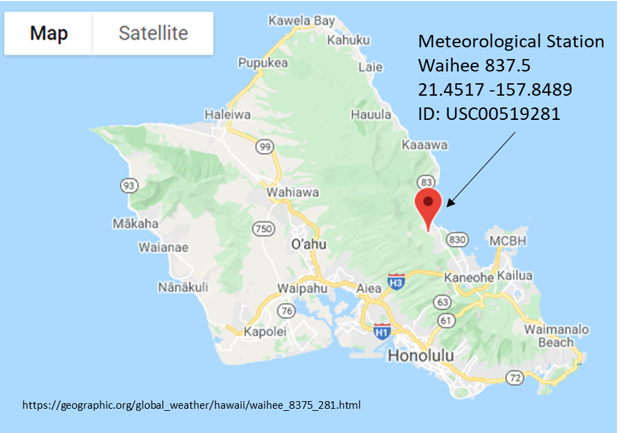 Map Satellite
Meteorological Station
Waihee 837.5
21.4517 -157.8489
ID: USC00519281
Kawela Bay
Kahuku
Pupukea
Laie
Haleiwa
Hauula
99
Kaaawa
93
83
Wahiawa
Mākaha
750
O‘ahu
830
MCBH
Waianae
Kaneohe
Kailua
Nānākuli
Waipahu
Aiea
H3
76
63
61
Kapolei
H1
Waimanalo
Beach
Honolulu
72
https://geographic.org/global_weather/hawaii/waihee_8375_281.html